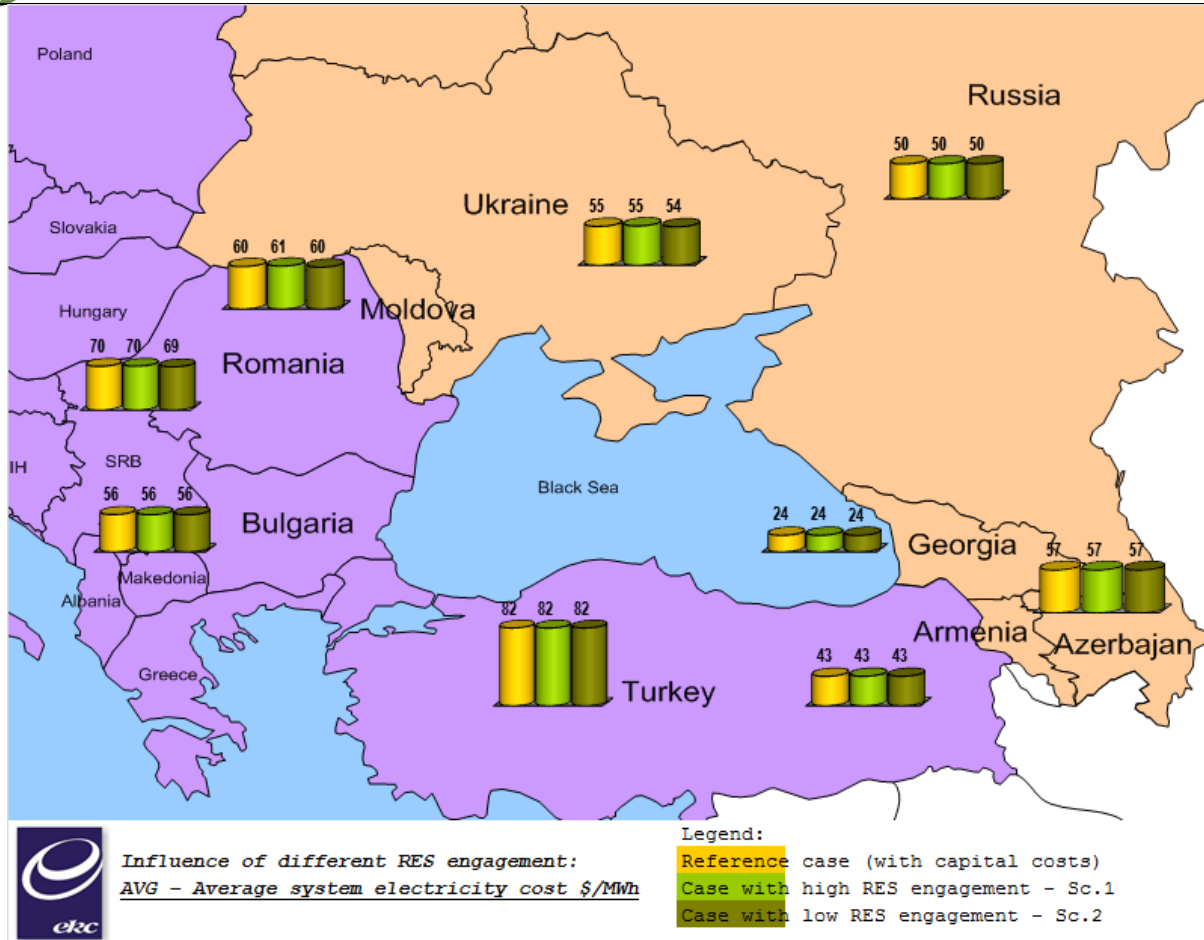 Poland
Russia
50 50 50
Ukraine
55 55 54
Slovakia
60 61 60
Hungary
Moldova
70 70 69
Romania
IH
SRB
Black Sea
56 56 56
Bulgaria
24 24 24
Georgia
57 57 57
Makedonia
Albania
82 82 82
Armenia
Azerbajan
43 43 43
Greece
Turkey
Legend:
Influence of different RES engagement:
AVG - Average system electricity cost $/MWh
Reference case (with capital costs)
Case with high RES engagement - Sc.1
Case with low RES engagement - Sc.2
ekc